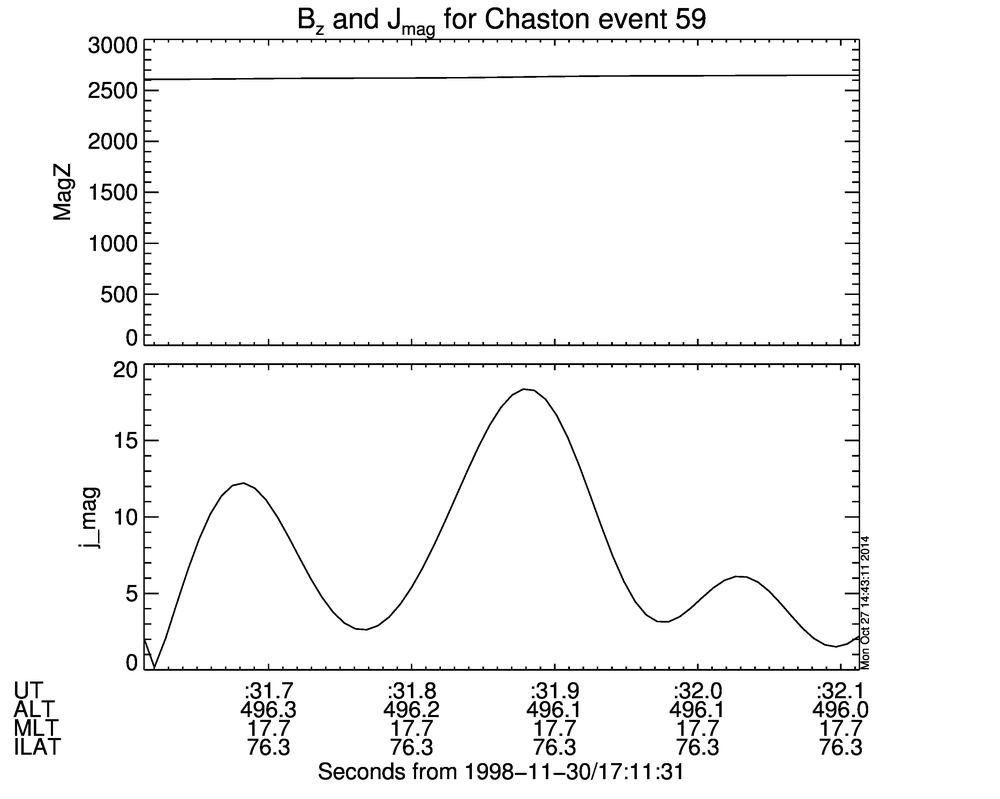 B_z and J_mag for Chaston event 59
3000
2500
2000
1500
1000
500
0
MagZ
20
15
10
5
0
j_mag
Mon Oct 27 14:43:11 2014
UT :31.7 :31.8 :31.9 :32.0 :32.1
ALT 496.3 496.2 496.1 496.1 496.0
MLT 17.7 17.7 17.7 17.7 17.7
ILAT 76.3 76.3 76.3 76.3 76.3
Seconds from 1998−11−30/17:11:31